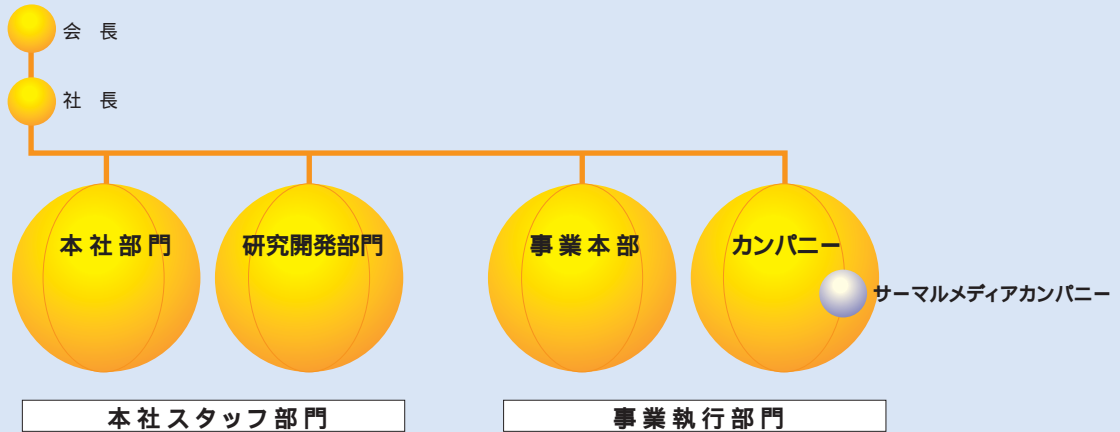 会 長
社 長
本社部門
研究開発部門
事業本部
カンパニー
サーマルメディアカンパニー
本社スタッフ部門
事業執行部門